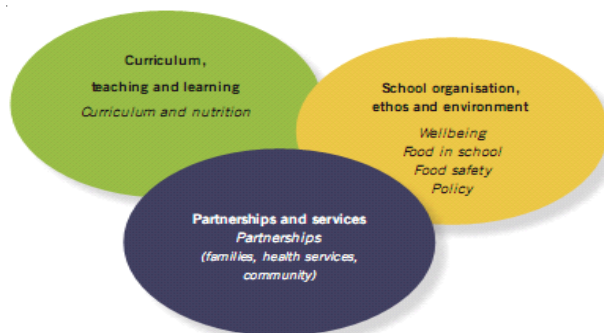 Curriculum,
teaching and learning
Curriculum and nutrition
School organisation,
ethos and environment
Wellbeing
Food in school
Food safety
Policy
Partnerships and services
Partnerships
(families, health services,
community)